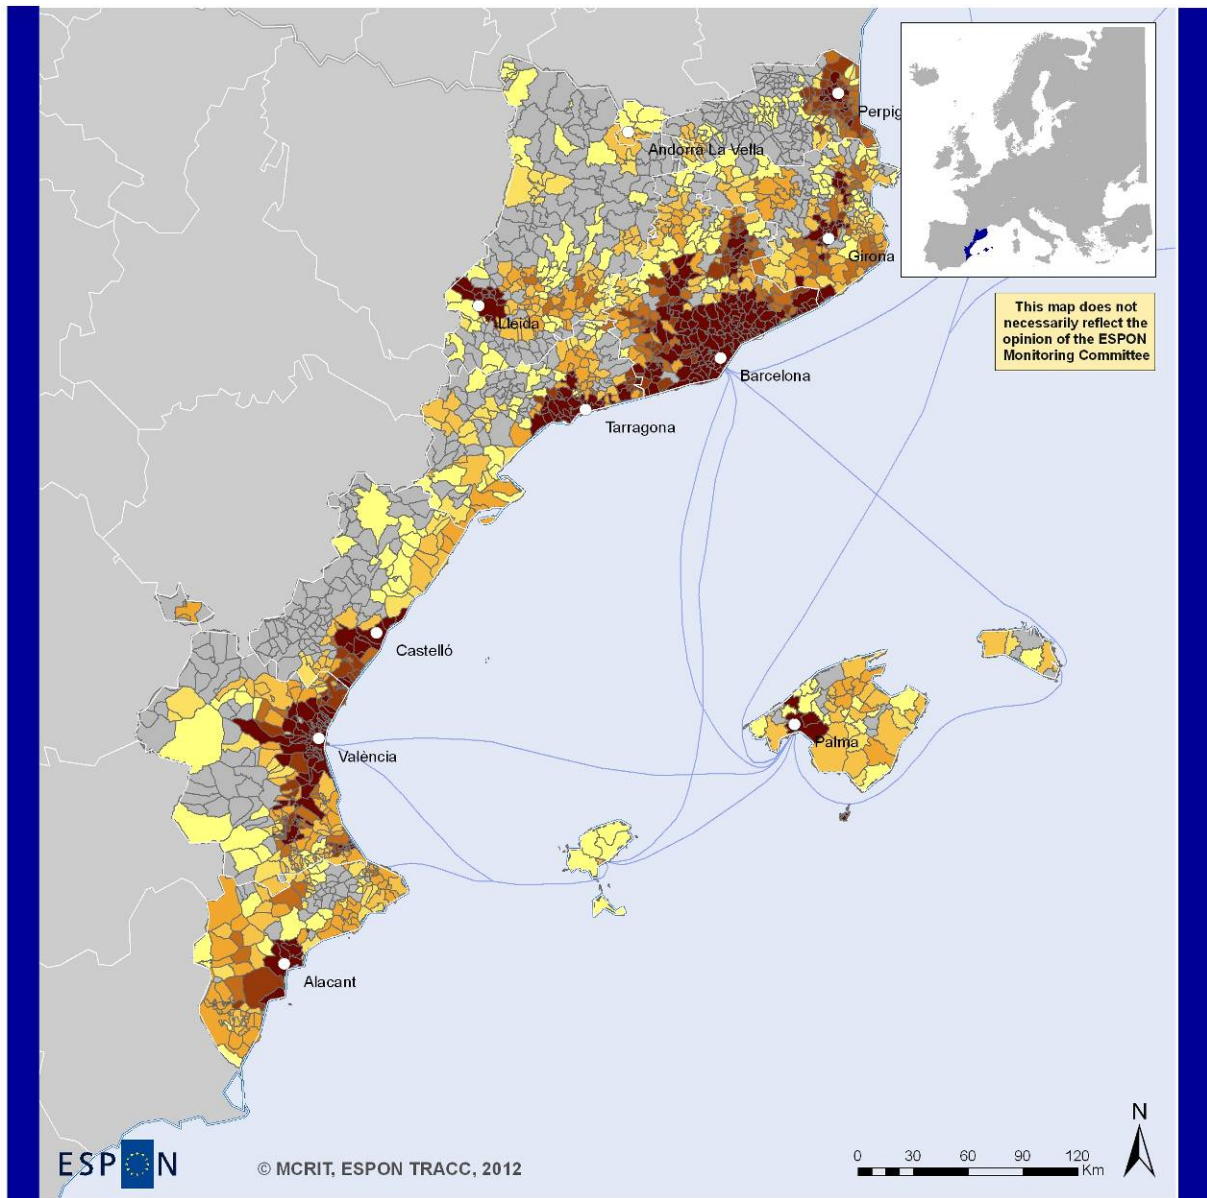 Perpig
Andorra La Vella
Girona
This map does not
necessarily reflect the
opinion of the ESPON
Monitoring Committee
Lleida
Barcelona
Tarragona
Castelló
València
Palma
Alacant
N
ESPON
© MCRIT, ESPON TRACC, 2012
0 30 60 90 120
Km